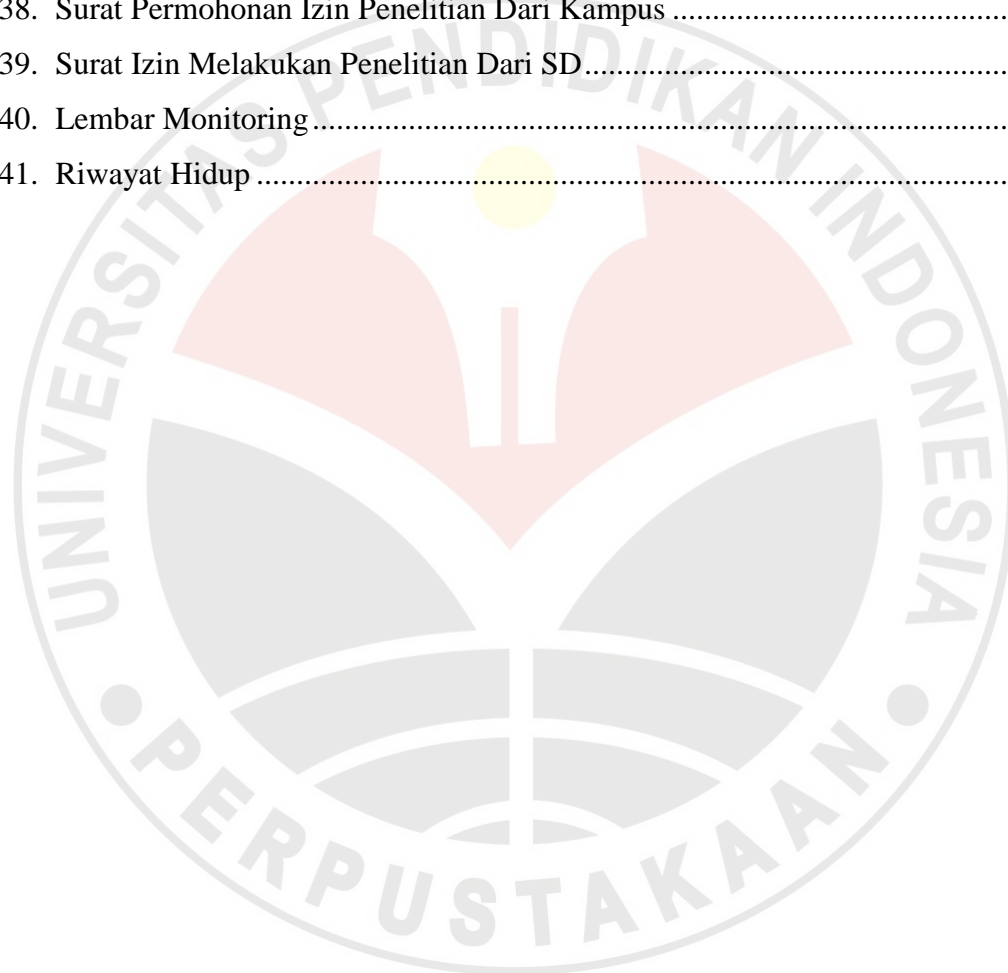 38. Surat Permohonan Izin Penelitian Dari Kampus ..........................................
39. Surat Izin Melakukan Penelitian Dari SD.....................................................
40. Lembar Monitoring.......................................................................................
41. Riwayat Hidup ..............................................................................................
UNIVERSITAS PENDIDIKAN INDONESIA
PERPUSTAKAAN